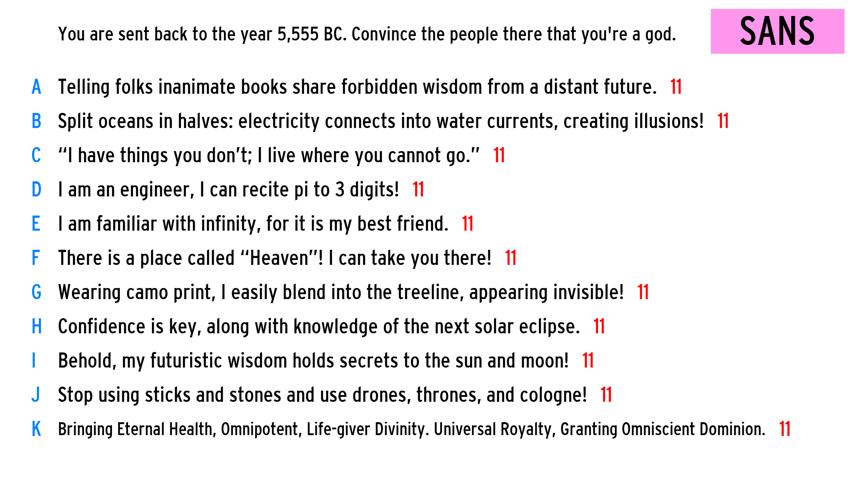 You are sent back to the year 5,555 BC. Convince the people there that you're a god.
SANS
A Telling folks inanimate books share forbidden wisdom from a distant future. 11
B Split oceans in halves: electricity connects into water currents, creating illusions! 11
C “I have things you don’t; I live where you cannot go.” 11
D I am an engineer, I can recite pi to 3 digits! 11
E I am familiar with infinity, for it is my best friend. 11
F There is a place called “Heaven”! I can take you there! 11
G Wearing camo print, I easily blend into the treeline, appearing invisible! 11
H Confidence is key, along with knowledge of the next solar eclipse. 11
I Behold, my futuristic wisdom holds secrets to the sun and moon! 11
J Stop using sticks and stones and use drones, thrones, and cologne! 11
K Bringing Eternal Health, Omnipotent, Life-giver Divinity. Universal Royalty, Granting Omniscient Dominion. 11